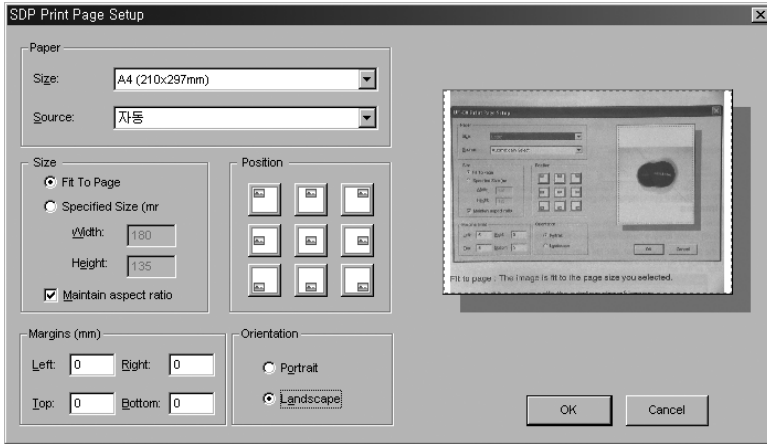 SDP Print Page Setup
Paper
Size: A4 (210x297mm)
Source: 자동
Size
Fit To Page
Specified Size (mr
Width: 180
Height: 135
Maintain aspect ratio
Position
Margins (mm)
Left: 0 Right: 0
Top: 0 Bottom: 0
Orientation
Portrait
Landscape
Fit to page : The image is fit to the page size you selected.
OK Cancel